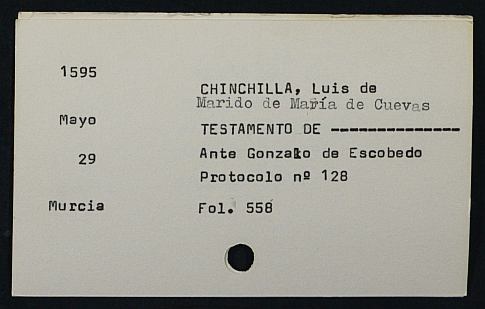 1595
CHINCHILLA, Luis de
Marido de María de Cuevas
Mayo
TESTAMENTO DE --------------
29
Ante Gonzalo de Escobedo
Protocolo nº 128
Murcia
Fol. 558